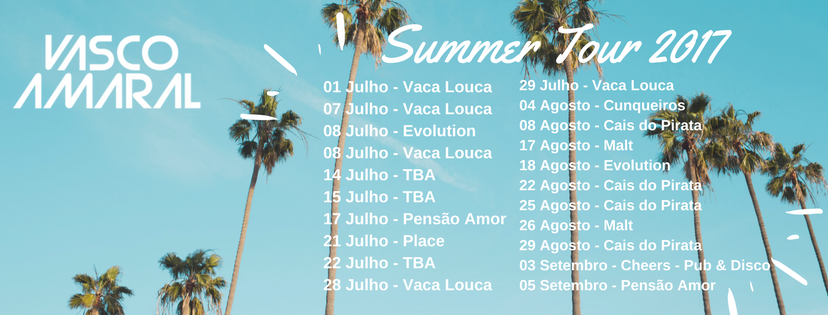 VASCO
AMARAL
Summer Tour 2017
01 Julho - Vaca Louca
07 Julho - Vaca Louca
08 Julho - Evolution
08 Julho - Vaca Louca
14 Julho - TBA
15 Julho - TBA
17 Julho - Pensão Amor
21 Julho - Place
22 Julho - TBA
28 Julho - Vaca Louca
29 Julho - Vaca Louca
04 Agosto - Cunqueiros
08 Agosto - Cais do Pirata
17 Agosto - Malt
18 Agosto - Evolution
22 Agosto - Cais do Pirata
25 Agosto - Cais do Pirata
26 Agosto - Malt
29 Agosto - Cais do Pirata
03 Setembro - Cheers - Pub & Disco
05 Setembro - Pensão Amor